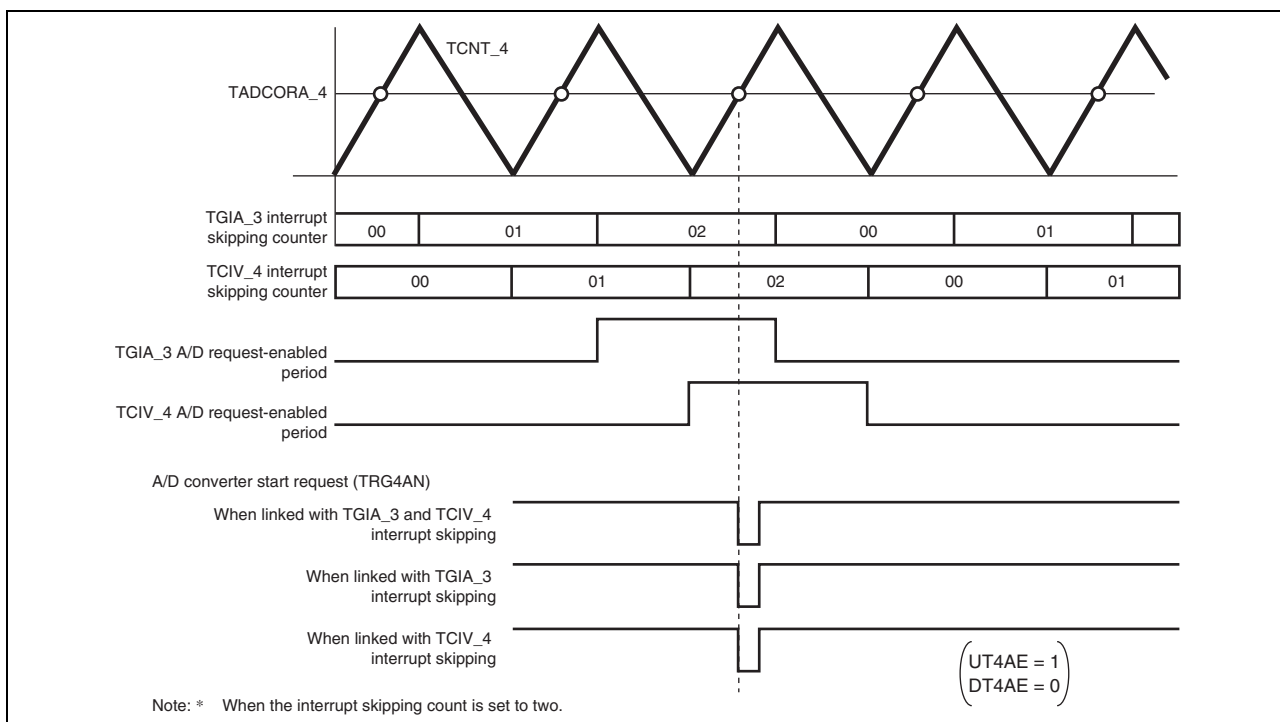 TCNT_4
TADCORA_4
TGIA_3 interrupt
skipping counter
00 01 02 00 01
TCIV_4 interrupt
skipping counter
00 01 02 00 01
TGIA_3 A/D request-enabled
period
TCIV_4 A/D request-enabled
period
A/D converter start request (TRG4AN)
When linked with TGIA_3 and TCIV_4
interrupt skipping
When linked with TGIA_3
interrupt skipping
When linked with TCIV_4
interrupt skipping
UT4AE = 1
DT4AE = 0
Note: * When the interrupt skipping count is set to two.